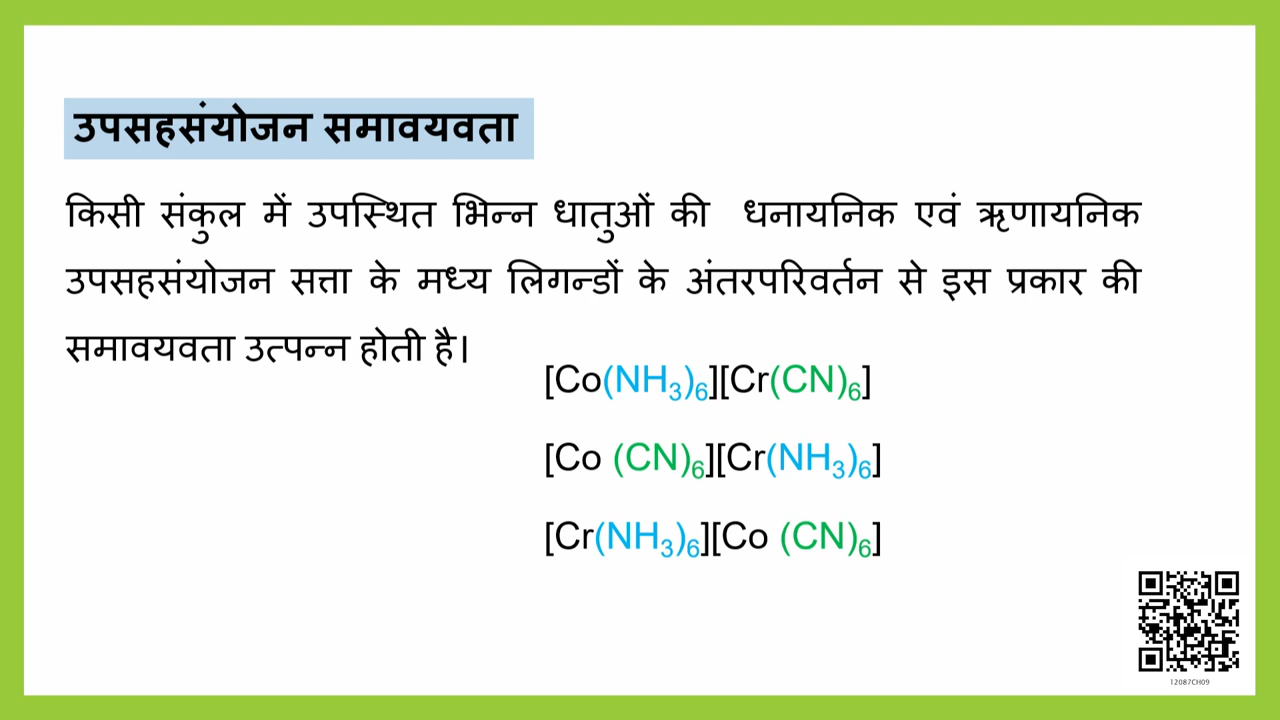 उपसहसंयोजन समावयवता
किसी संकुल में उपस्थित भिन्न धातुओं की धनायनिक एवं ऋणायनिक
उपसहसंयोजन सत्ता के मध्य लिगन्डों के अंतरपरिवर्तन से इस प्रकार की
समावयवता उत्पन्न होती है।
[Co(NH₃)₆][Cr(CN)₆]
[Co (CN)₆][Cr(NH₃)₆]
[Cr(NH₃)₆][Co (CN)₆]
12087CH09